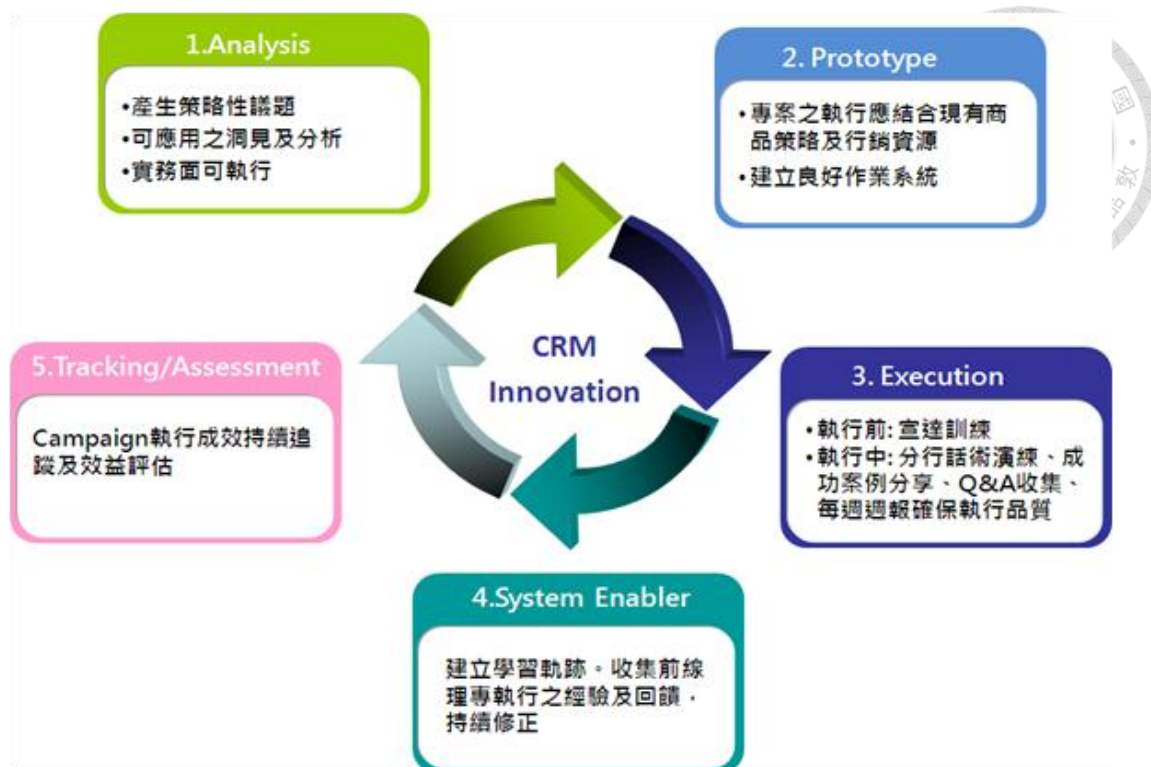 1.Analysis
•產生策略性議題
•可應用之洞見及分析
•實務面可執行
2. Prototype
•專案之執行應結合現有商
品策略及行銷資源
•建立良好作業系統
CRM
Innovation
3. Execution
•執行前: 宣達訓練
•執行中: 分行話術演練、成
功案例分享、Q&A收集、
每週週報確保執行品質
4.System Enabler
建立學習軌跡。收集前線
理專執行之經驗及回饋，
持續修正
5.Tracking/Assessment
Campaign執行成效持續追
蹤及效益評估
國